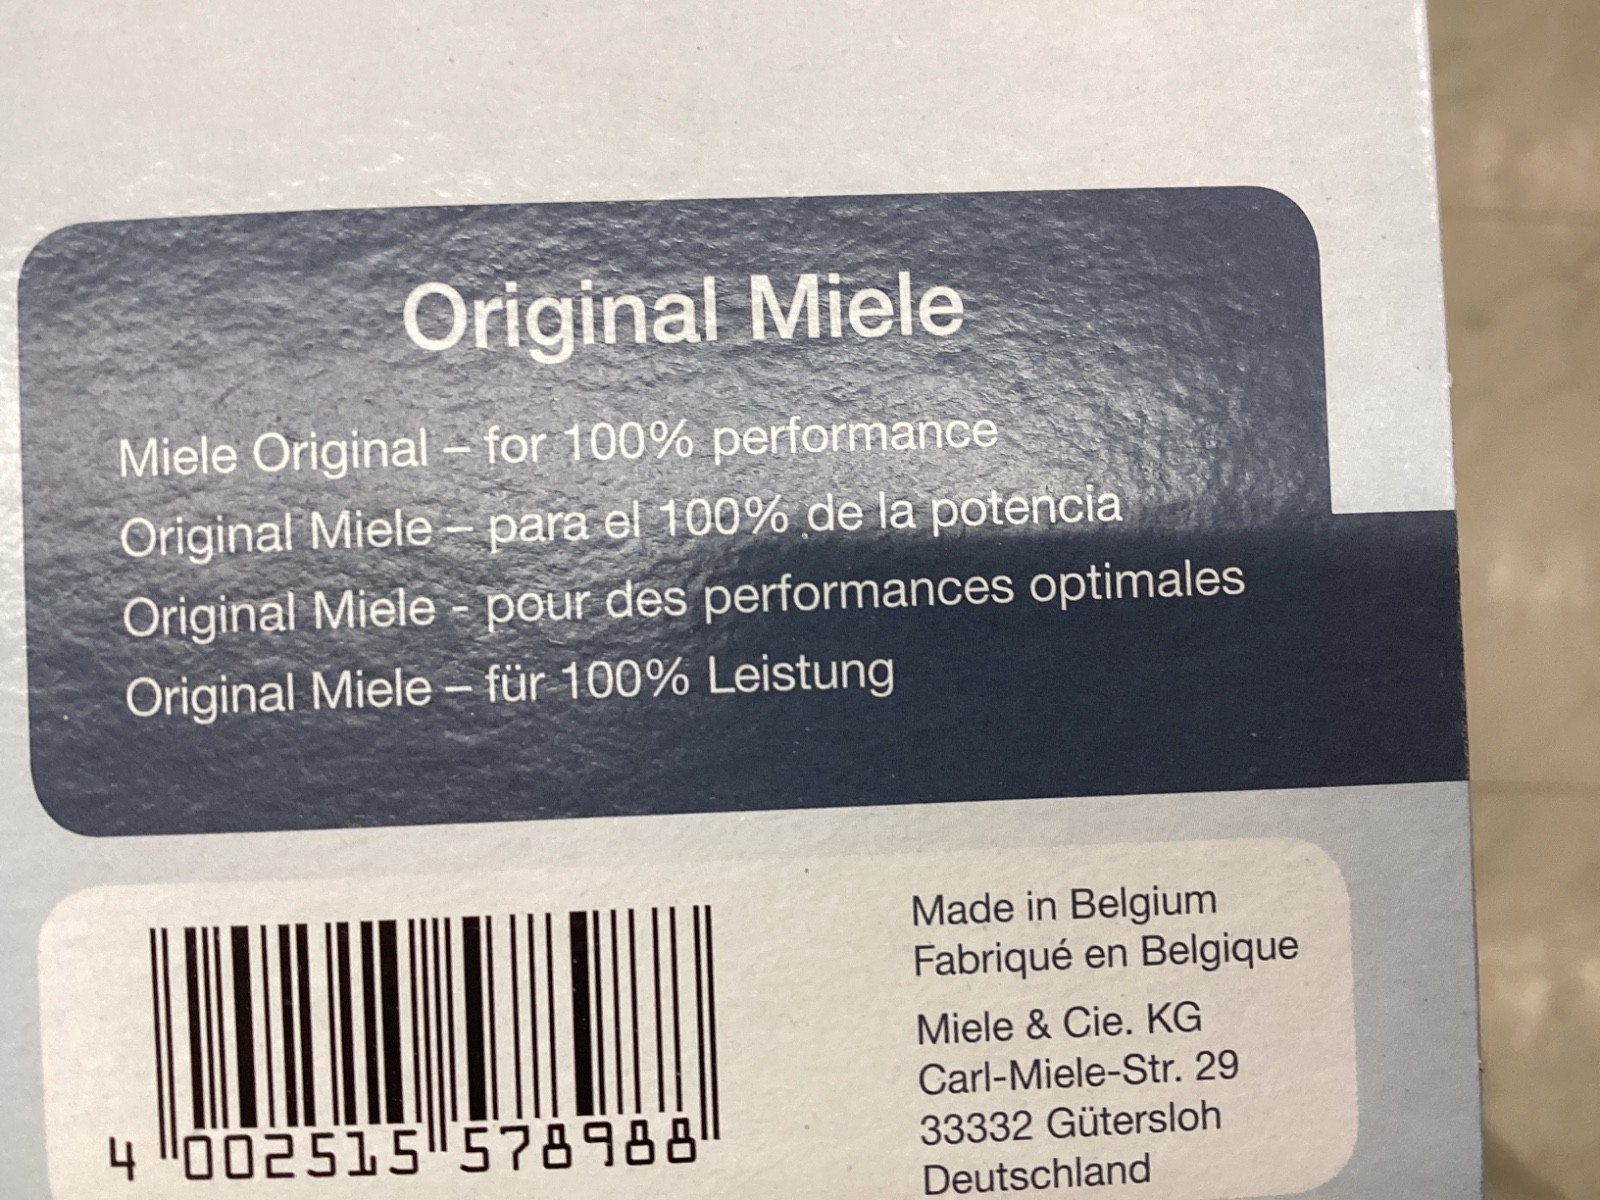 Original Miele
Miele Original – for 100% performance
Original Miele – para el 100% de la potencia
Original Miele - pour des performances optimales
Original Miele – für 100% Leistung
4 002515 578988
Made in Belgium
Fabriqué en Belgique
Miele & Cie. KG
Carl-Miele-Str. 29
33332 Gütersloh
Deutschland